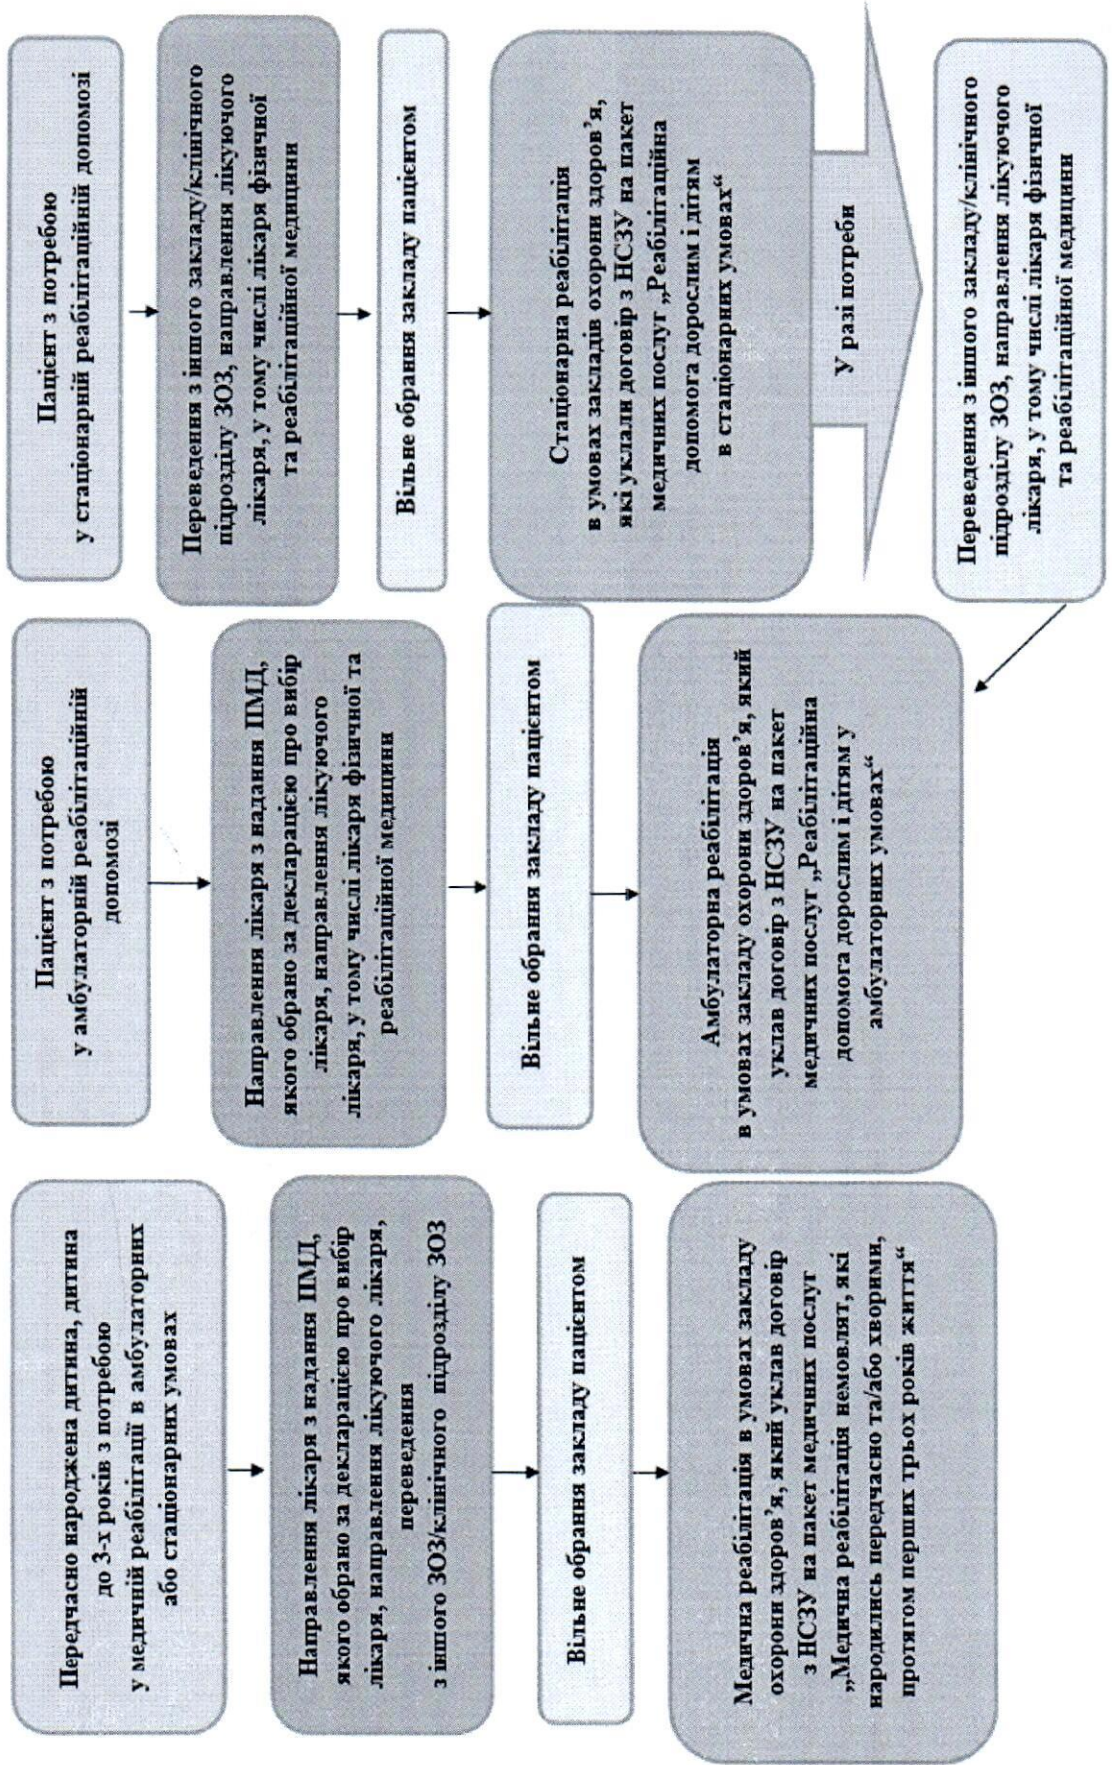 Передчасно народжена дитина, дитина
до 3-х років з потребою
у медичній реабілітації в амбулаторних
або стаціонарних умовах
Направлення лікаря з надання ПМД,
якого обрано за декларацією про вибір
лікаря, направлення лікуючого лікаря,
переведення
з іншого ЗОЗ/клінічного підрозділу ЗОЗ
Вільне обрання закладу пацієнтом
Медична реабілітація в умовах закладу
охорони здоров’я, який уклав договір
з НСЗУ на пакет медичних послуг
„Медична реабілітація немовлят, які
народились передчасно та/або хворими,
протягом перших трьох років життя“
Пацієнт з потребою
у амбулаторній реабілітаційній
допомозі
Направлення лікаря з надання ПМД,
якого обрано за декларацією про вибір
лікаря, направлення лікуючого
лікаря, у тому числі лікаря фізичної та
реабілітаційної медицини
Вільне обрання закладу пацієнтом
Амбулаторна реабілітація
в умовах закладу охорони здоров’я, який
уклав договір з НСЗУ на пакет
медичних послуг „Реабілітаційна
допомога дорослим і дітям у
амбулаторних умовах“
Пацієнт з потребою
у стаціонарній реабілітаційній допомозі
Переведення з іншого закладу/клінічного
підрозділу ЗОЗ, направлення лікуючого
лікаря, у тому числі лікаря фізичної
та реабілітаційної медицини
Вільне обрання закладу пацієнтом
Стаціонарна реабілітація
в умовах закладів охорони здоров’я,
які уклали договір з НСЗУ на пакет
медичних послуг „Реабілітаційна
допомога дорослим і дітям
в стаціонарних умовах“
У разі потреби
Переведення з іншого закладу/клінічного
підрозділу ЗОЗ, направлення лікуючого
лікаря, у тому числі лікаря фізичної
та реабілітаційної медицини